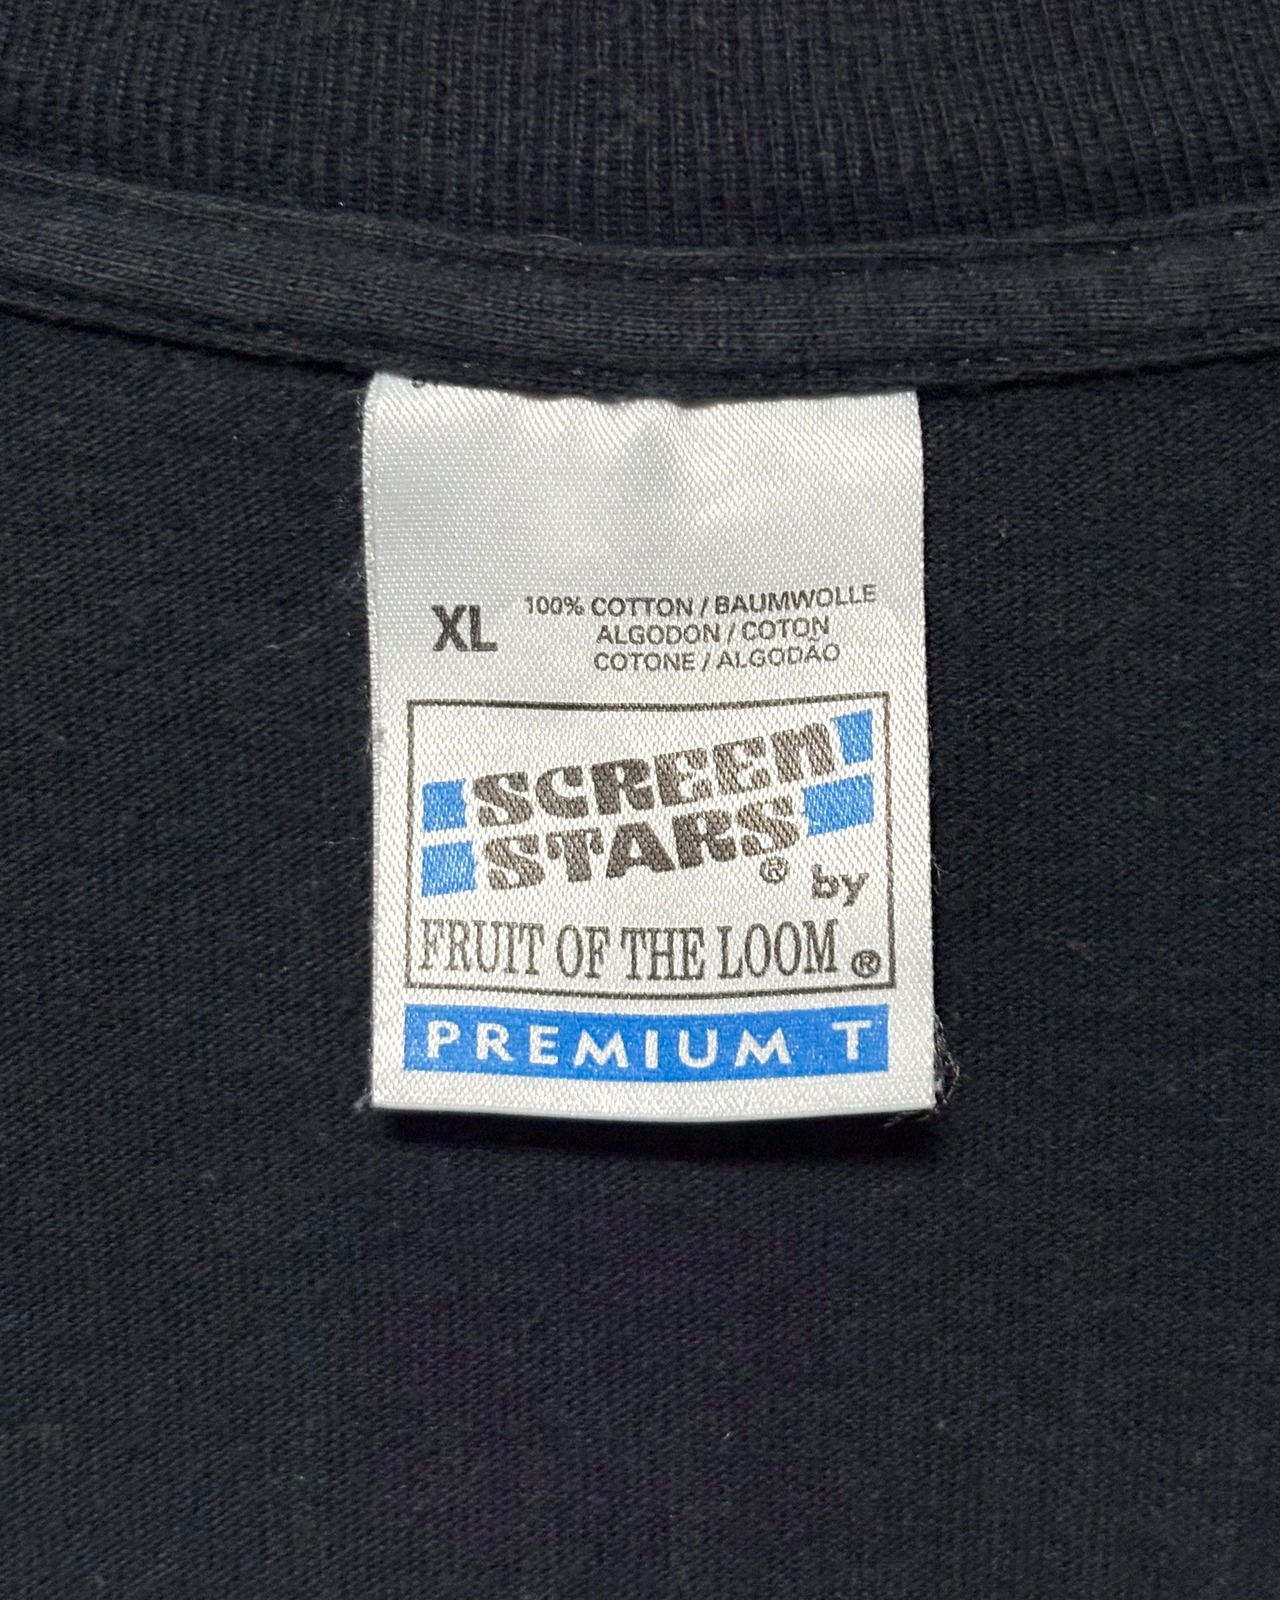 XL
100% COTTON / BAUMWOLLE
ALGODON / COTON
COTONE / ALGODÃO
SCREEN
STARS®
by
FRUIT OF THE LOOM®
PREMIUM T